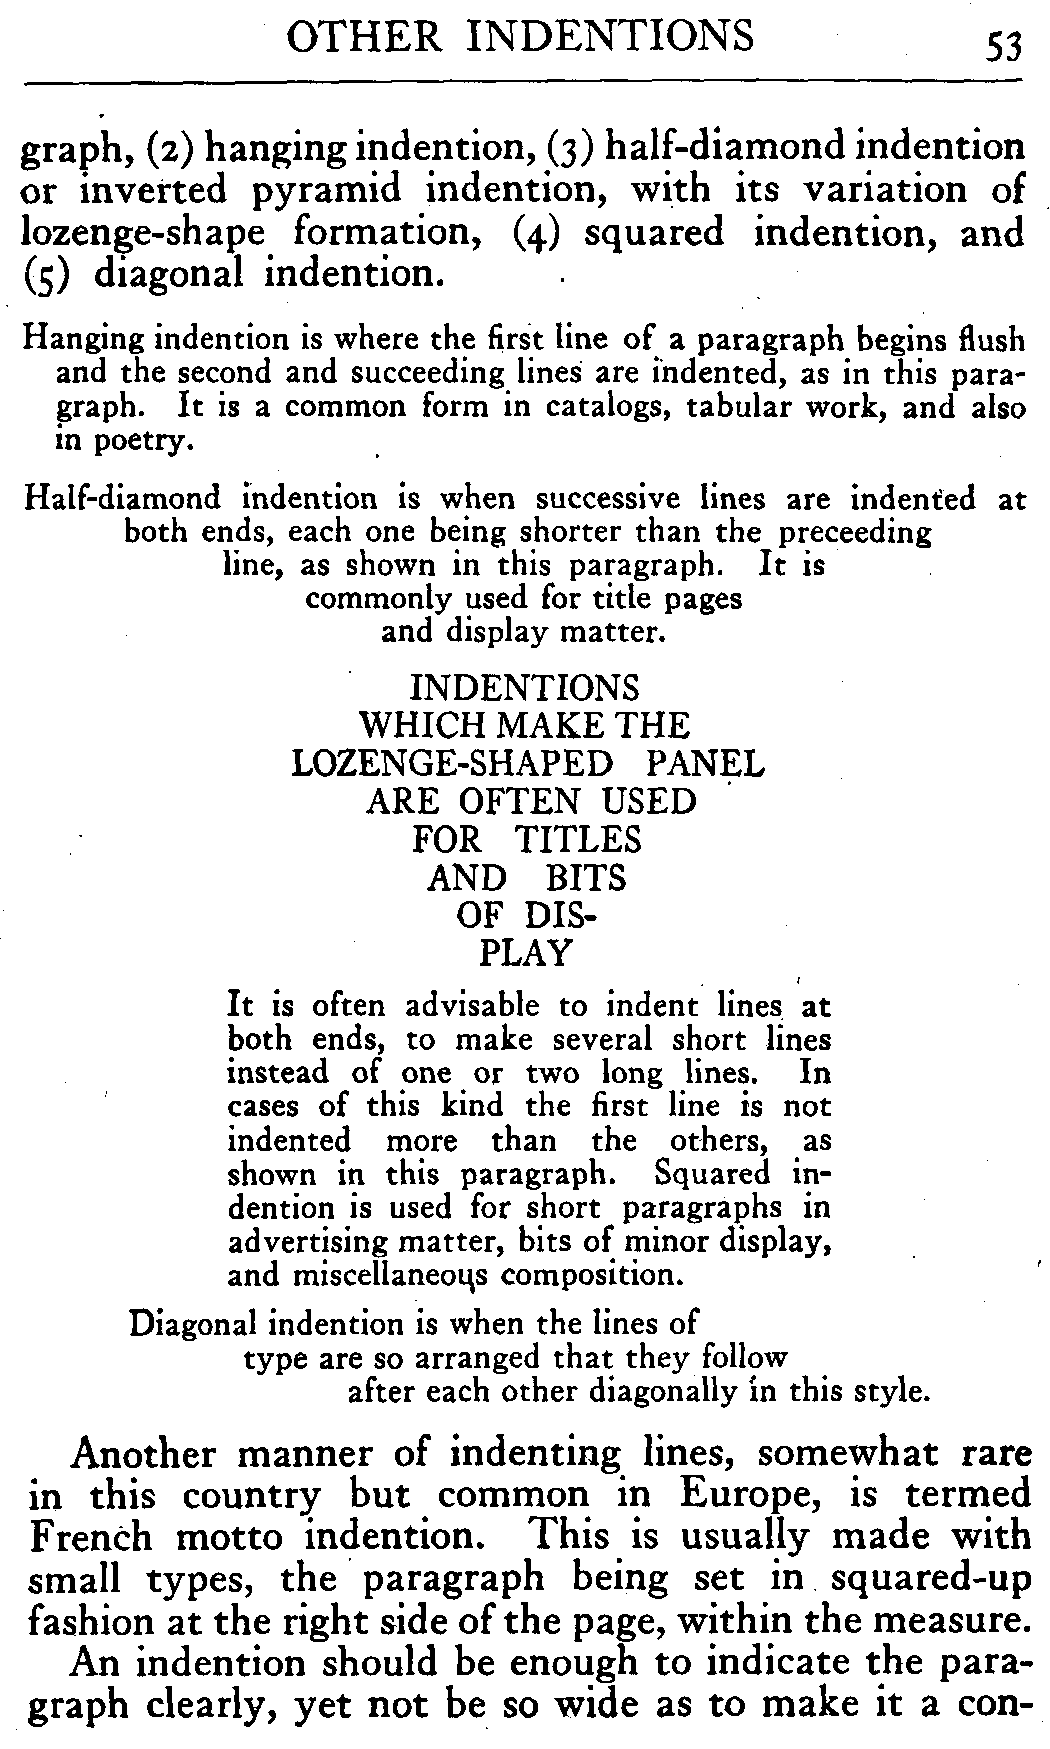 OTHER INDENTIONS 53
graph, (2) hanging indention, (3) half-diamond indention
or inverted pyramid indention, with its variation of
lozenge-shape formation, (4) squared indention, and
(5) diagonal indention.
Hanging indention is where the first line of a paragraph begins flush
and the second and succeeding lines are indented, as in this para-
graph. It is a common form in catalogs, tabular work, and also
in poetry.
Half-diamond indention is when successive lines are indented at
both ends, each one being shorter than the preceeding
line, as shown in this paragraph. It is
commonly used for title pages
and display matter.
INDENTIONS
WHICH MAKE THE
LOZENGE-SHAPED PANEL
ARE OFTEN USED
FOR TITLES
AND BITS
OF DIS-
PLAY
It is often advisable to indent lines at
both ends, to make several short lines
instead of one or two long lines. In
cases of this kind the first line is not
indented more than the others, as
shown in this paragraph. Squared in-
dention is used for short paragraphs in
advertising matter, bits of minor display,
and miscellaneous composition.
Diagonal indention is when the lines of
type are so arranged that they follow
after each other diagonally in this style.
Another manner of indenting lines, somewhat rare
in this country but common in Europe, is termed
French motto indention. This is usually made with
small types, the paragraph being set in squared-up
fashion at the right side of the page, within the measure.
An indention should be enough to indicate the para-
graph clearly, yet not be so wide as to make it a con-